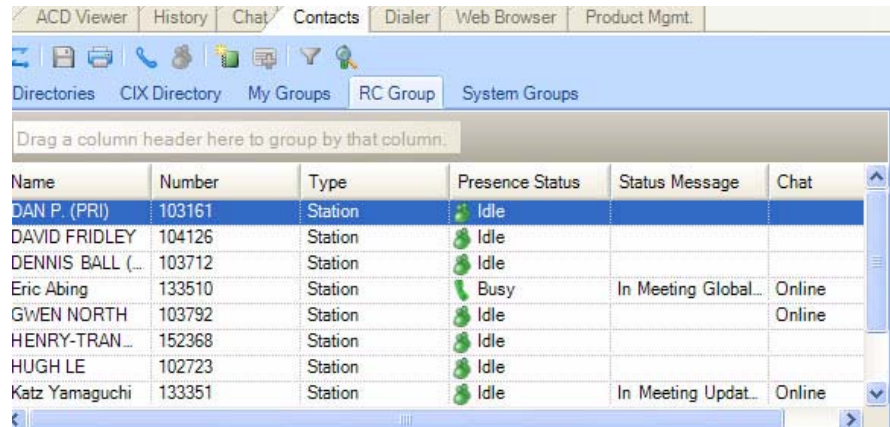 ACD Viewer History Chat Contacts Dialer Web Browser Product Mgmt.
Directories CIX Directory My Groups RC Group System Groups
Drag a column header here to group by that column.
Name Number Type Presence Status Status Message Chat
DAN P. (PRI) 103161 Station Idle
DAVID FRIDLEY 104126 Station Idle
DENNIS BALL (... 103712 Station Idle
Eric Abing 133510 Station Busy In Meeting Global... Online
GWEN NORTH 103792 Station Idle Online
HENRY-TRAN... 152368 Station Idle
HUGH LE 102723 Station Idle
Katz Yamaguchi 133351 Station Idle In Meeting Updat... Online